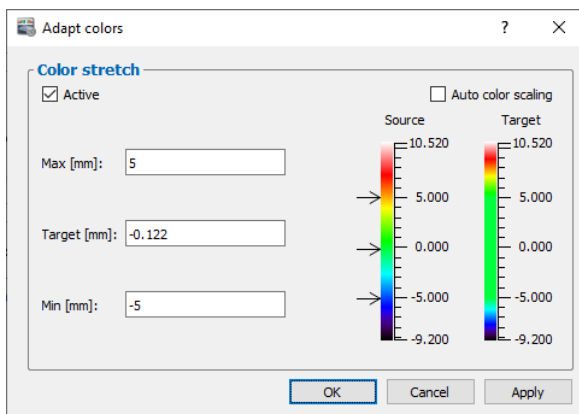 Adapt colors
Color stretch
Active
Auto color scaling
Source Target
10.520 10.520
Max [mm]: 5
5.000 5.000
Target [mm]: -0.122
0.000 0.000
Min [mm]: -5
-5.000 -5.000
-9.200 -9.200
OK Cancel Apply